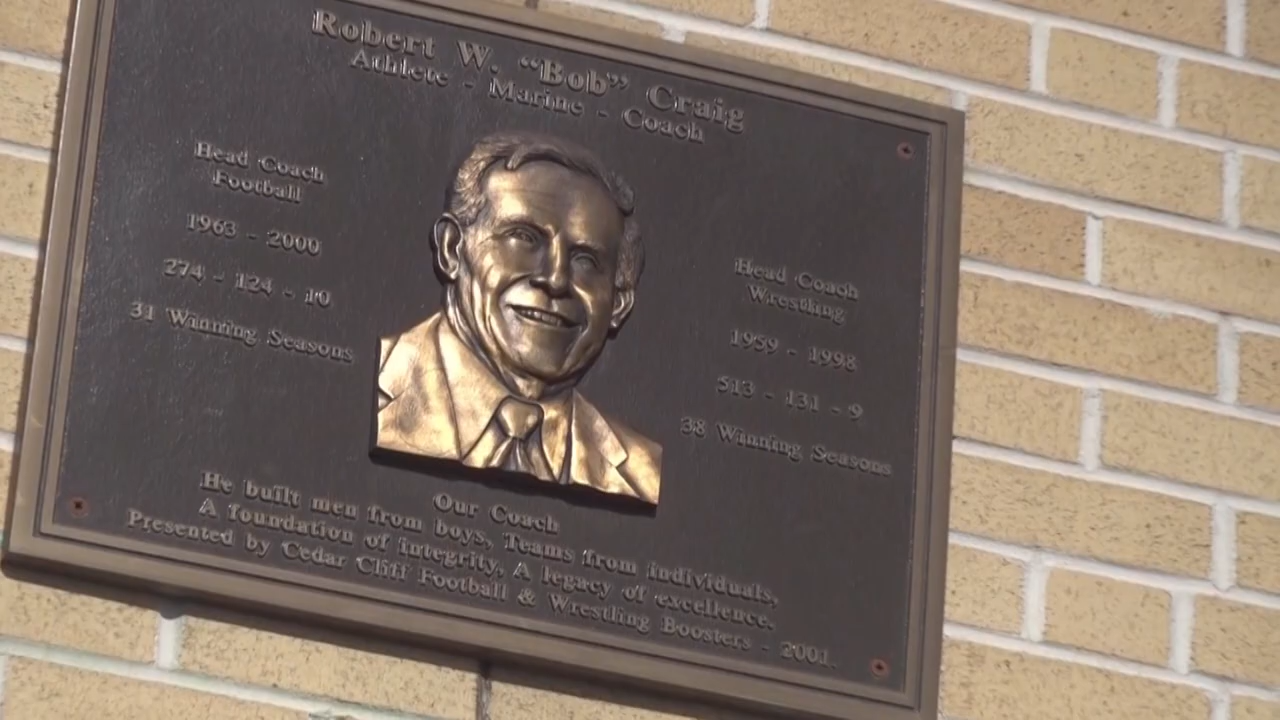 Robert W. “Bob” Craig
Athlete - Marine - Coach
Head Coach
Football
1963 - 2000
274 - 124 - 10
31 Winning Seasons
Head Coach
Wrestling
1959 - 1998
513 - 131 - 9
38 Winning Seasons
Our Coach
He built men from boys, Teams from individuals,
A foundation of integrity, A legacy of excellence.
Presented by Cedar Cliff Football & Wrestling Boosters - 2001.